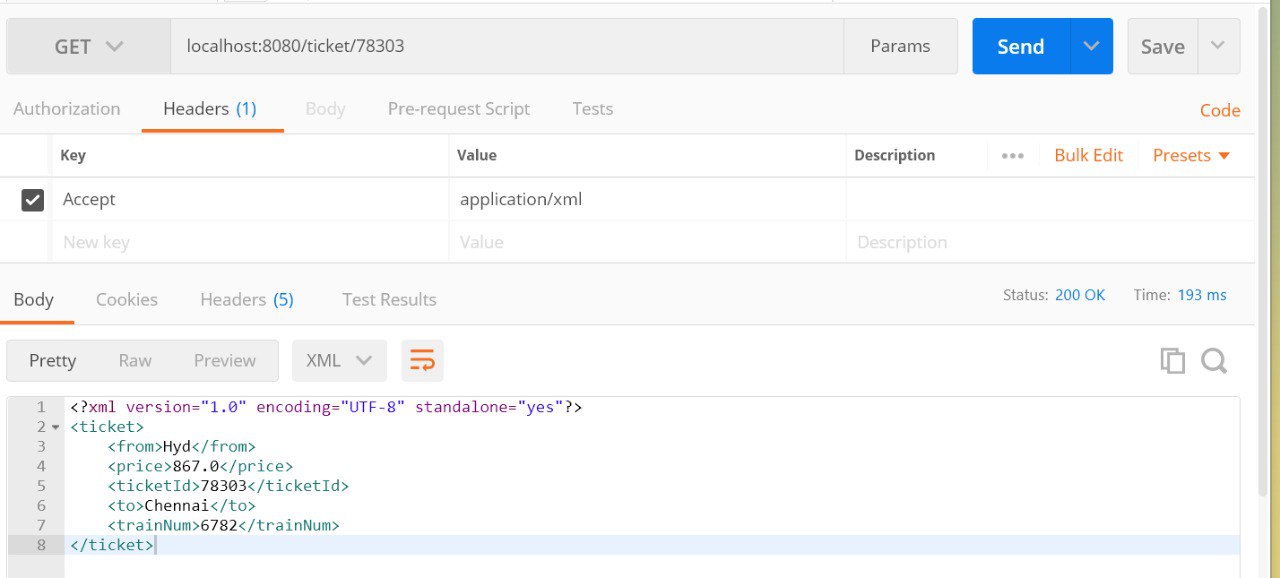 GET localhost:8080/ticket/78303 Params Send Save
Authorization Headers (1) Body Pre-request Script Tests Code
Key Value Description ••• Bulk Edit Presets
Accept application/xml
New key Value Description
Body Cookies Headers (5) Test Results Status: 200 OK Time: 193 ms
Pretty Raw Preview XML
1 <?xml version="1.0" encoding="UTF-8" standalone="yes"?>
2 <ticket>
3 <from>Hyd</from>
4 <price>867.0</price>
5 <ticketId>78303</ticketId>
6 <to>Chennai</to>
7 <trainNum>6782</trainNum>
8 </ticket>